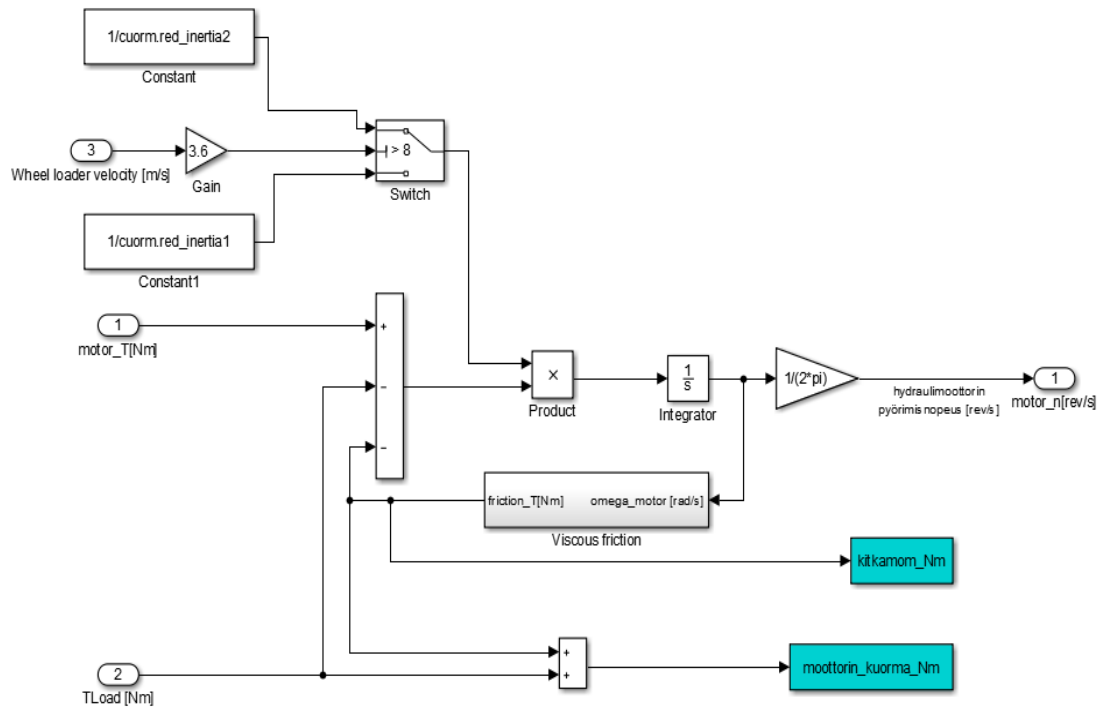 1/cuorm.red_inertia2
Constant
3
Wheel loader velocity [m/s]
3.6
Gain
> 8
Switch
1/cuorm.red_inertia1
Constant1
1
motor_T[Nm]
+
−
−
×
Product
1
s
Integrator
1/(2*pi)
hydraulimoottorin
pyörimisnopeus [rev/s]
1
motor_n[rev/s]
friction_T[Nm]
omega_motor [rad/s]
Viscous friction
kitkamom_Nm
2
TLoad [Nm]
+
+
moottorin_kuorma_Nm